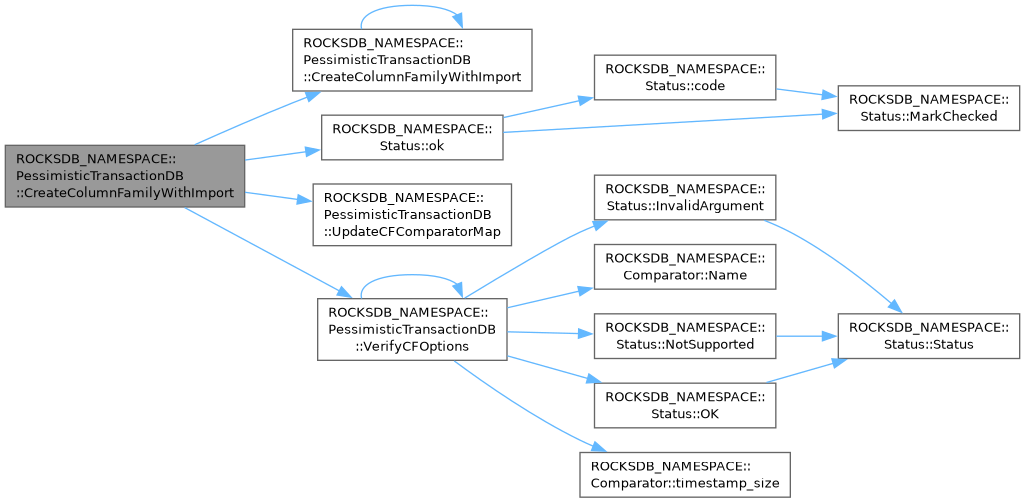 ROCKSDB_NAMESPACE::
PessimisticTransactionDB
::CreateColumnFamilyWithImport
ROCKSDB_NAMESPACE::
PessimisticTransactionDB
::CreateColumnFamilyWithImport
ROCKSDB_NAMESPACE::
Status::ok
ROCKSDB_NAMESPACE::
Status::code
ROCKSDB_NAMESPACE::
Status::MarkChecked
ROCKSDB_NAMESPACE::
PessimisticTransactionDB
::UpdateCFComparatorMap
ROCKSDB_NAMESPACE::
PessimisticTransactionDB
::VerifyCFOptions
ROCKSDB_NAMESPACE::
Status::InvalidArgument
ROCKSDB_NAMESPACE::
Comparator::Name
ROCKSDB_NAMESPACE::
Status::NotSupported
ROCKSDB_NAMESPACE::
Status::OK
ROCKSDB_NAMESPACE::
Comparator::timestamp_size
ROCKSDB_NAMESPACE::
Status::Status